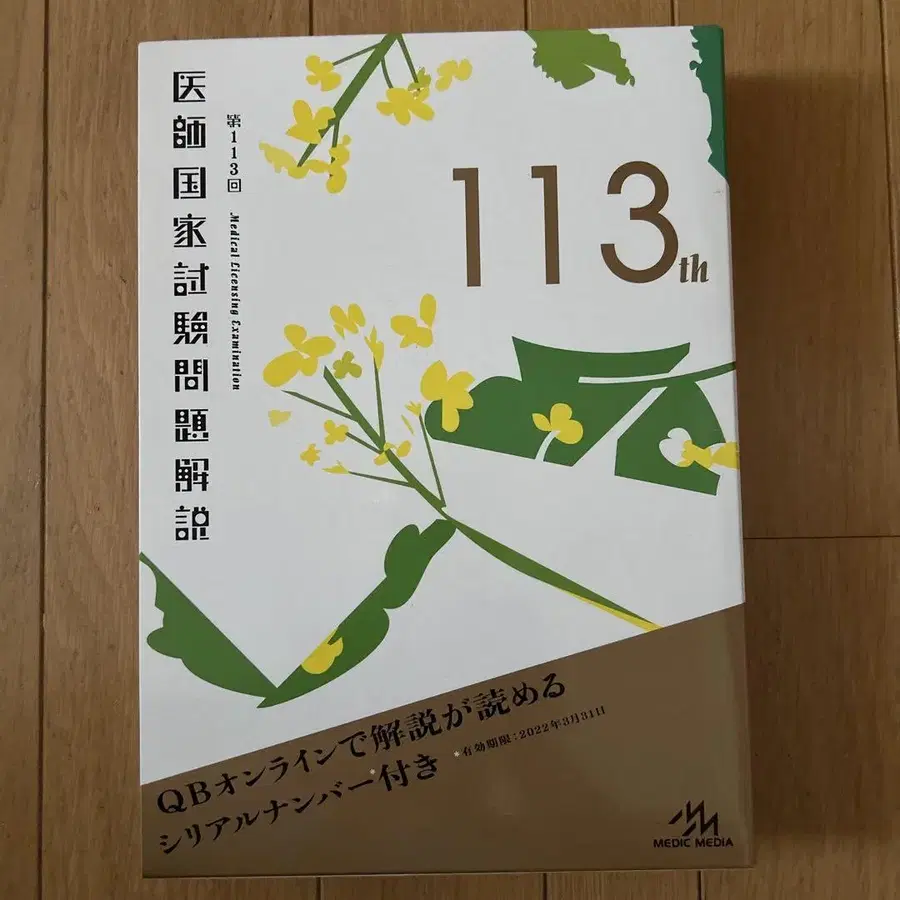 医師国家試験問題解説
第113回 Medical Licensing Examination
113th
QBオンラインで解説が読める
シリアルナンバー付き *有効期限:2022年3月31日
MEDIC MEDIA